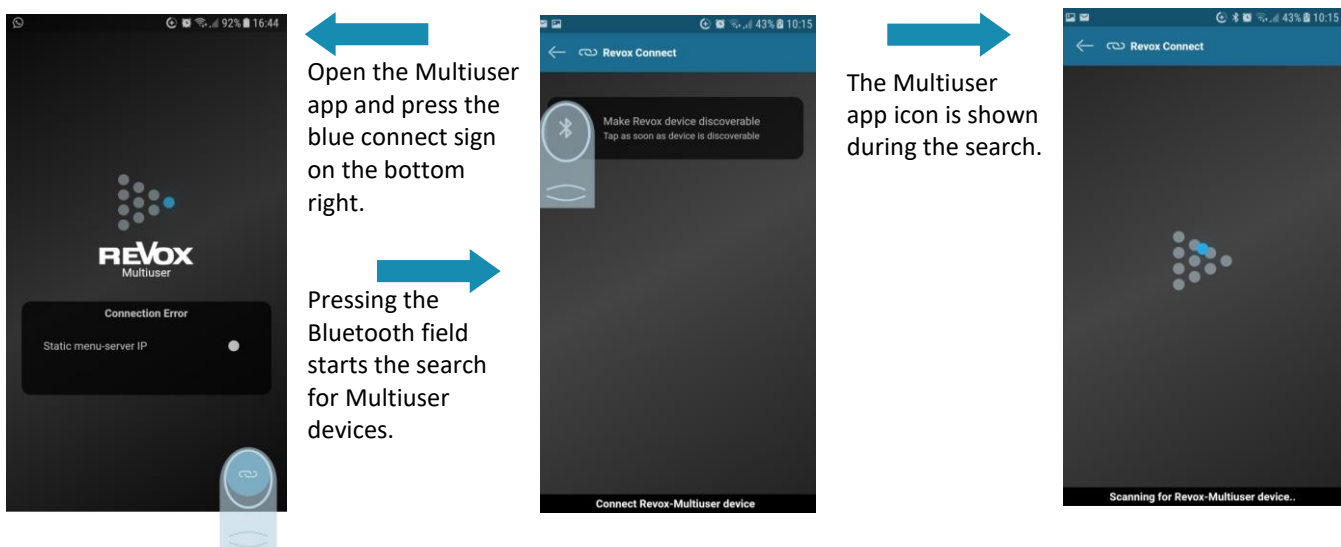 92% 16:44
REVOX
Multiuser
Connection Error
Static menu-server IP
Open the Multiuser
app and press the
blue connect sign
on the bottom
right.
Pressing the
Bluetooth field
starts the search
for Multiuser
devices.
43% 10:15
Revox Connect
Make Revox device discoverable
Tap as soon as device is discoverable
Connect Revox-Multiuser device
The Multiuser
app icon is shown
during the search.
43% 10:15
Revox Connect
Scanning for Revox-Multiuser device..